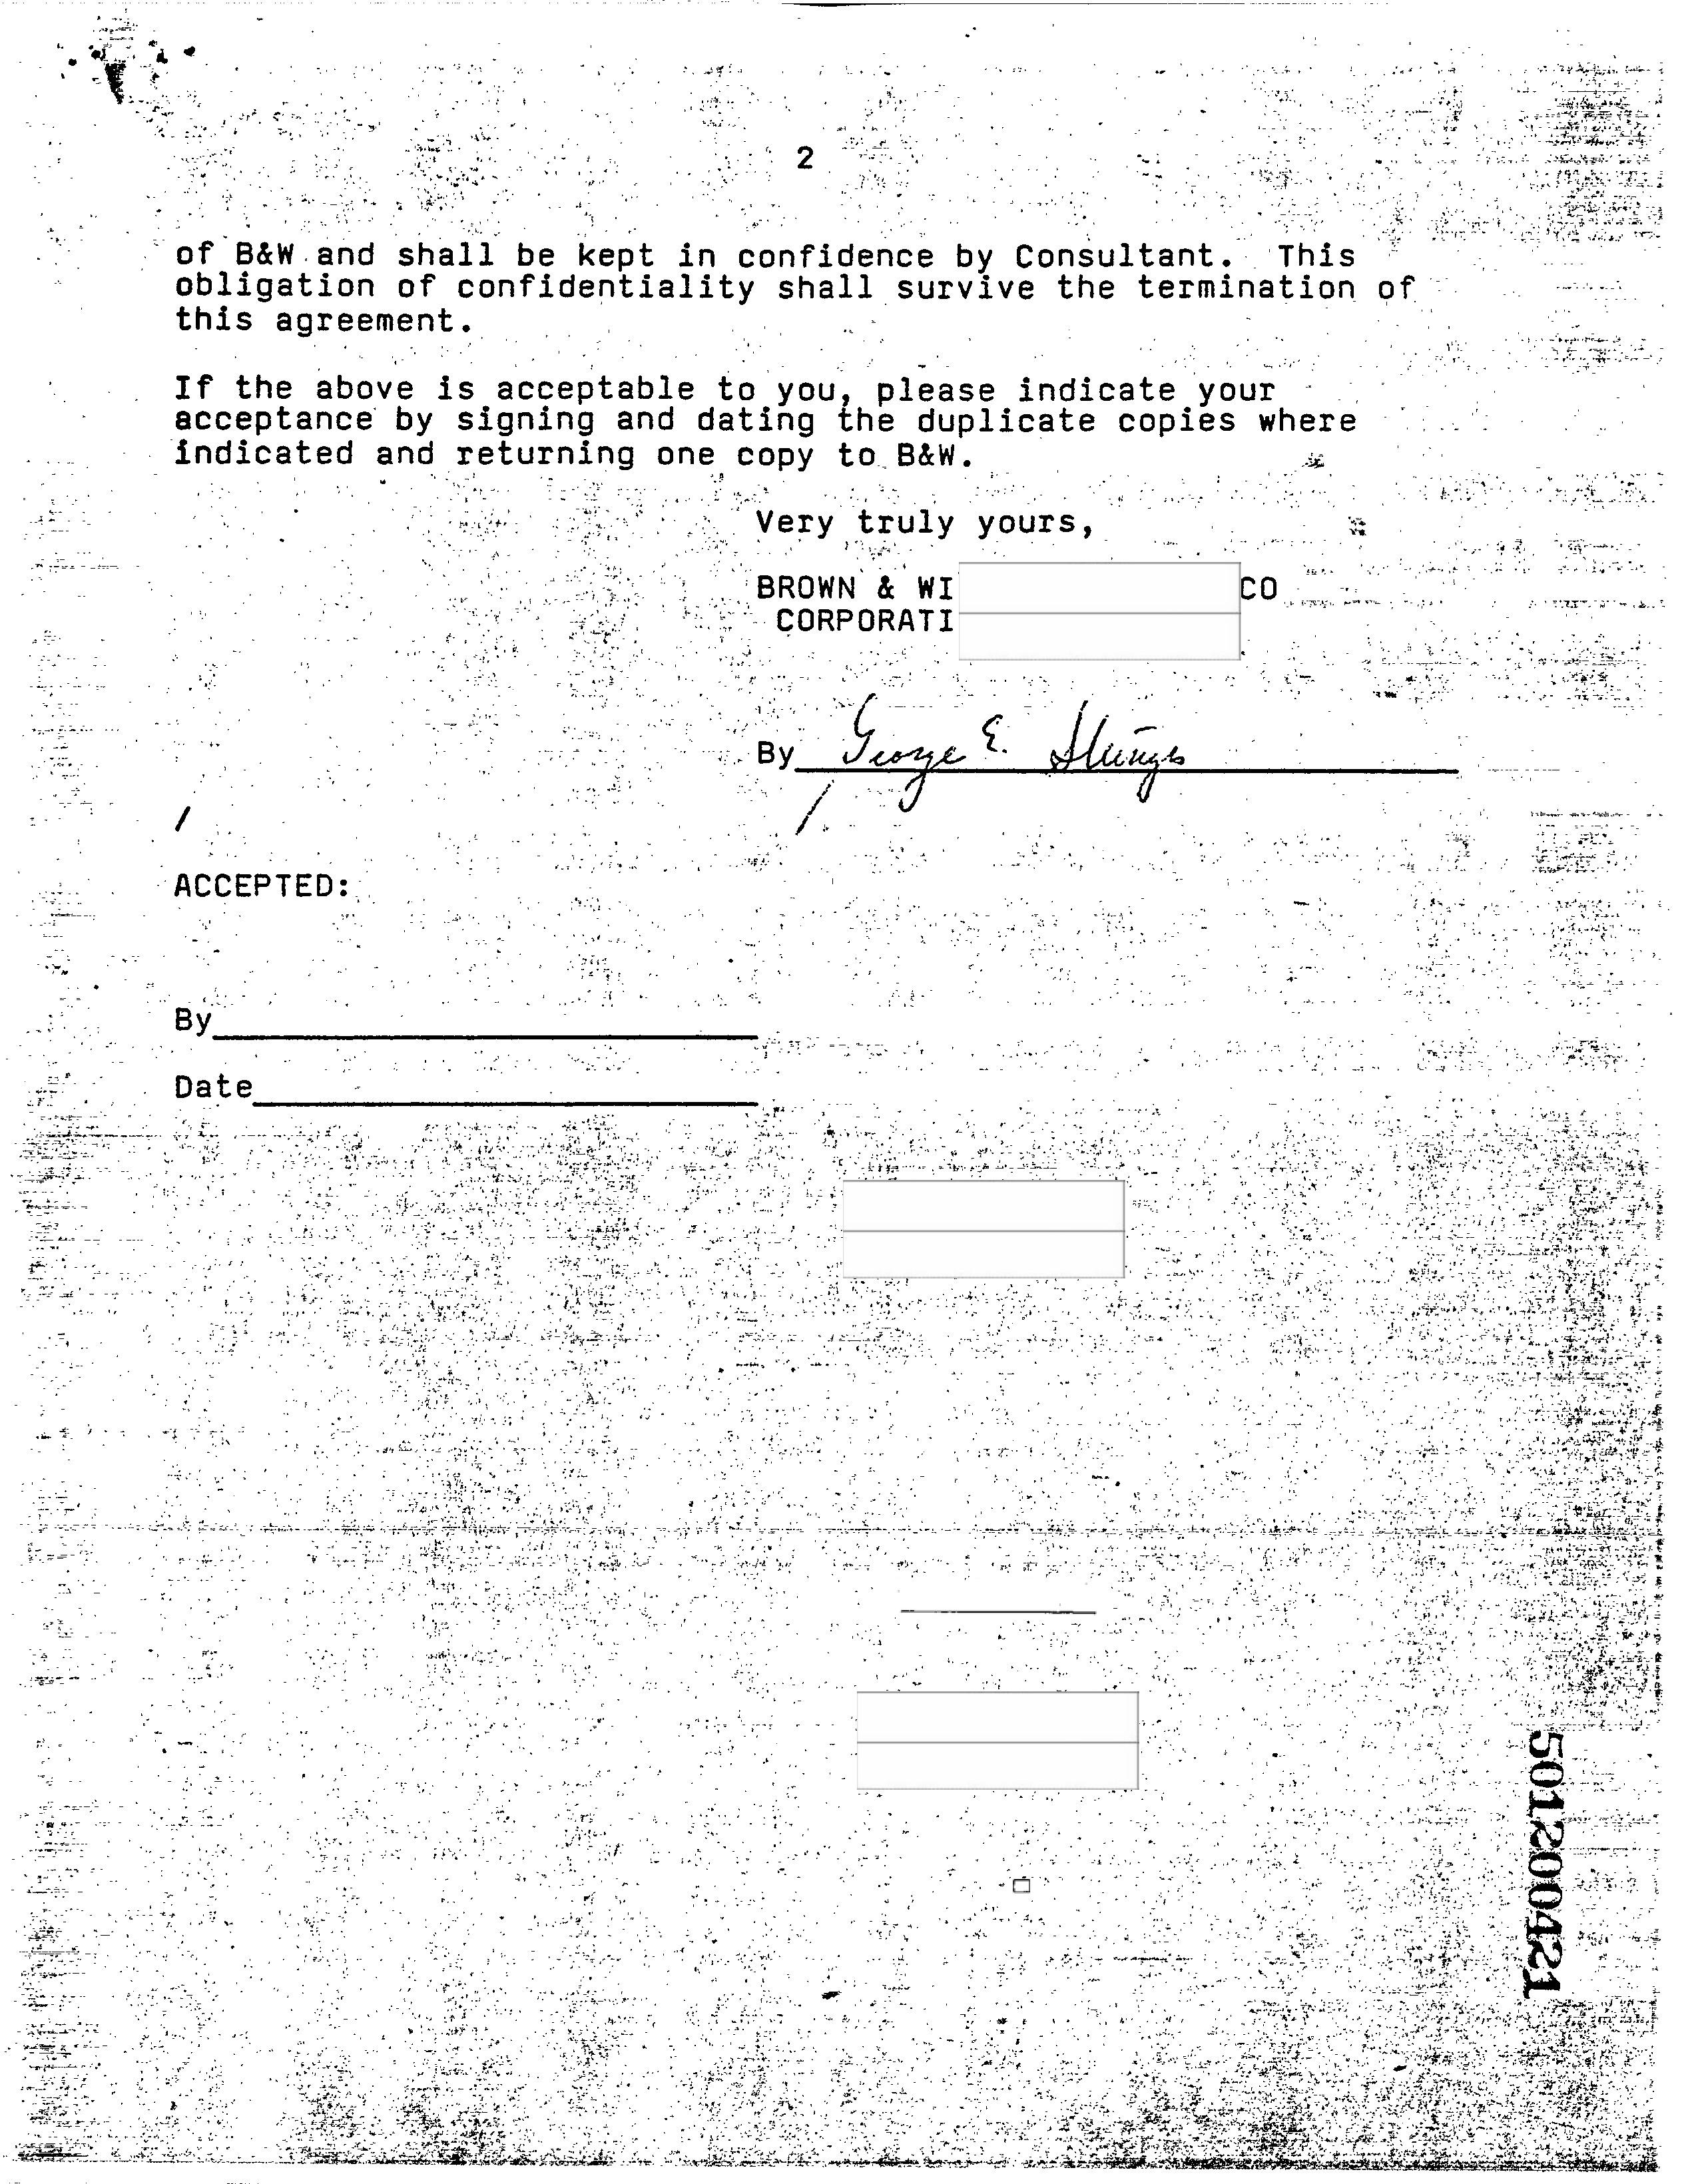 2
of B&W and shall be kept in confidence by Consultant. This
obligation of confidentiality shall survive the termination of
this agreement.
If the above is acceptable to you, please indicate your
acceptance by signing and dating the duplicate copies where
indicated and returning one copy to B&W.
Very truly yours,
BROWN & WI CO
CORPORATI
By George E.
ACCEPTED:
By
Date
501200421